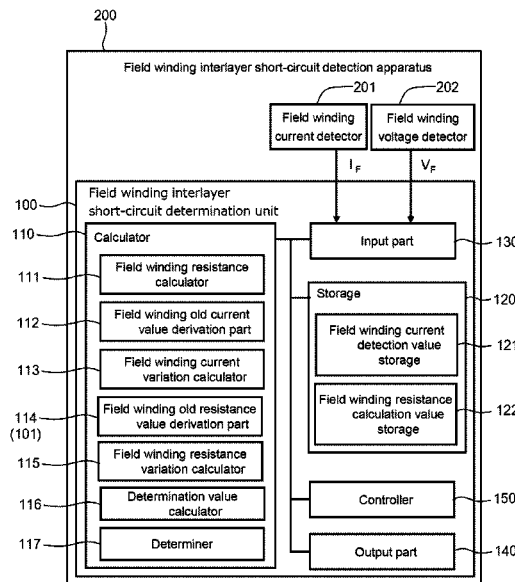 200
Field winding interlayer short-circuit detection apparatus
201
202
Field winding
current detector
Field winding
voltage detector
IF
VF
100
Field winding interlayer
short-circuit determination unit
110
Calculator
111
Field winding resistance
calculator
112
Field winding old current
value derivation part
113
Field winding current
variation calculator
114
(101)
Field winding old resistance
value derivation part
115
Field winding resistance
variation calculator
116
Determination value
calculator
117
Determiner
Input part
130
Storage
120
Field winding current
detection value
storage
121
Field winding resistance
calculation value
storage
122
Controller
150
Output part
140